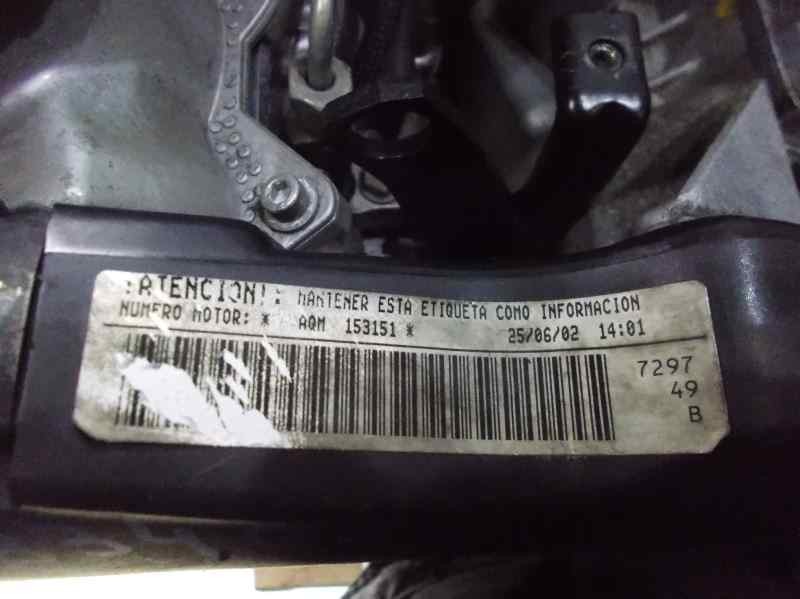 ¡ATENCION!: MANTENER ESTA ETIQUETA COMO INFORMACION
NUMERO MOTOR: * AQM 153151 * 25/06/02 14:01
7297
49
B